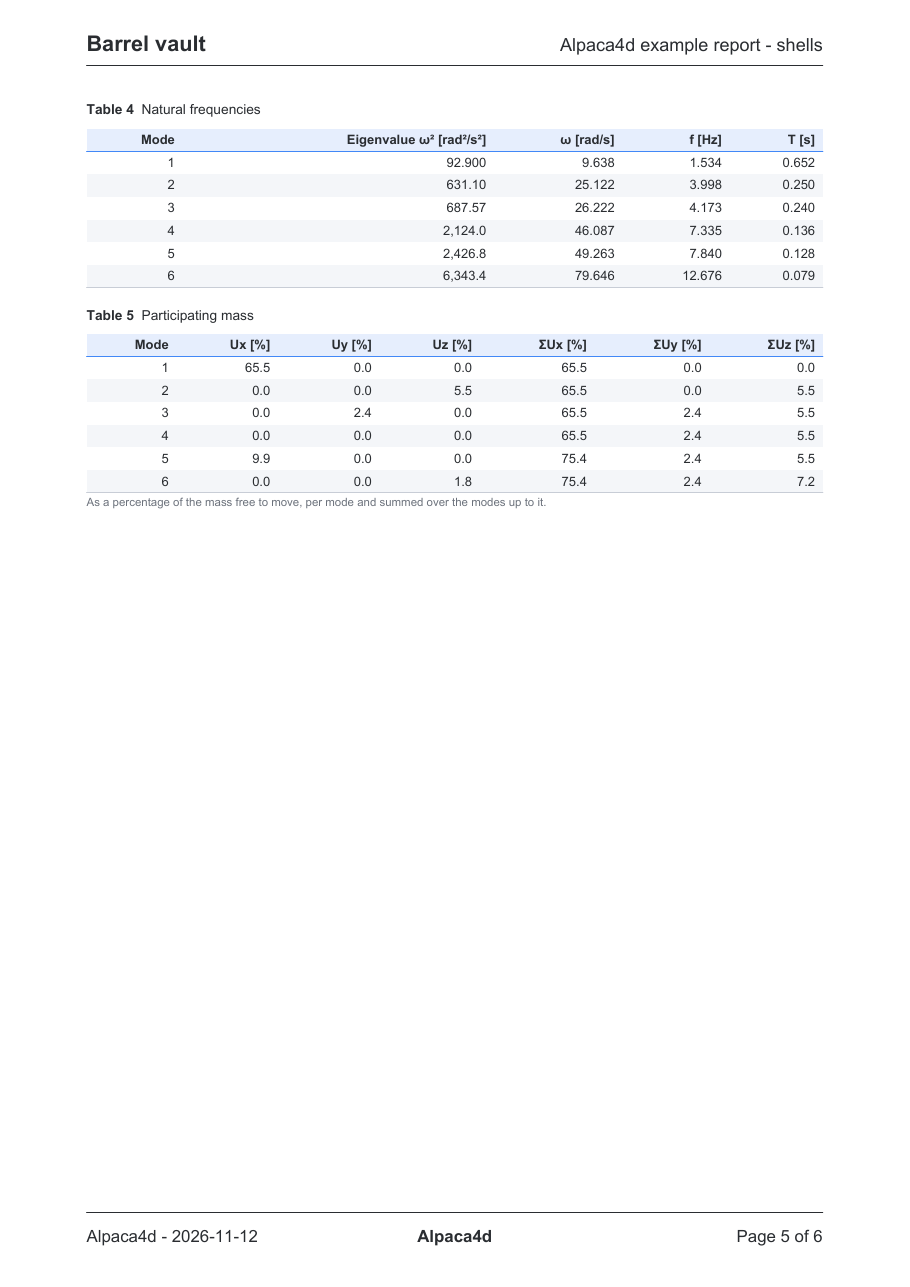 Barrel vault Alpaca4d example report - shells
Table 4 Natural frequencies
Mode Eigenvalue ω² [rad²/s²] ω [rad/s] f [Hz] T [s]
1 92.900 9.638 1.534 0.652
2 631.10 25.122 3.998 0.250
3 687.57 26.222 4.173 0.240
4 2,124.0 46.087 7.335 0.136
5 2,426.8 49.263 7.840 0.128
6 6,343.4 79.646 12.676 0.079
Table 5 Participating mass
Mode Ux [%] Uy [%] Uz [%] ΣUx [%] ΣUy [%] ΣUz [%]
1 65.5 0.0 0.0 65.5 0.0 0.0
2 0.0 0.0 5.5 65.5 0.0 5.5
3 0.0 2.4 0.0 65.5 2.4 5.5
4 0.0 0.0 0.0 65.5 2.4 5.5
5 9.9 0.0 0.0 75.4 2.4 5.5
6 0.0 0.0 1.8 75.4 2.4 7.2
As a percentage of the mass free to move, per mode and summed over the modes up to it.
Alpaca4d - 2026-11-12 Alpaca4d Page 5 of 6